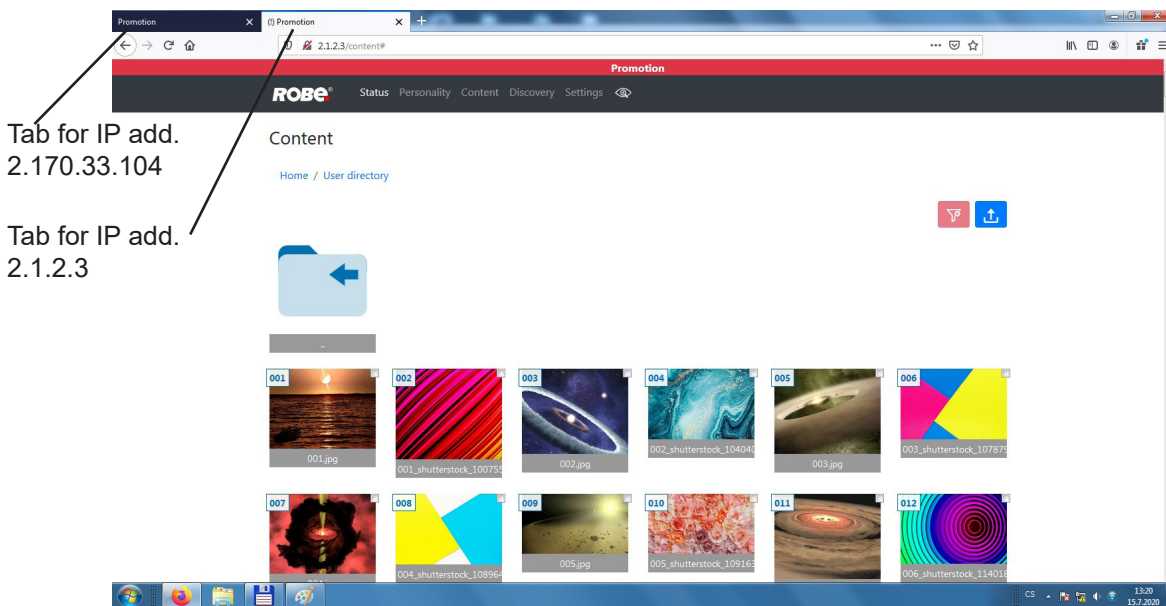 Promotion
(!) Promotion
2.1.2.3/content#
Promotion
ROBE®
Status Personality Content Discovery Settings
Tab for IP add.
2.170.33.104
Content
Home / User directory
Tab for IP add.
2.1.2.3
..
001
002
003
004
005
006
001.jpg
001_shutterstock_100755
002.jpg
002_shutterstock_10404
003.jpg
003_shutterstock_107875
007
008
009
010
011
012
004_shutterstock_108964
005.jpg
005_shutterstock_109163
006_shutterstock_114018
CS
13:20
15.7.2020